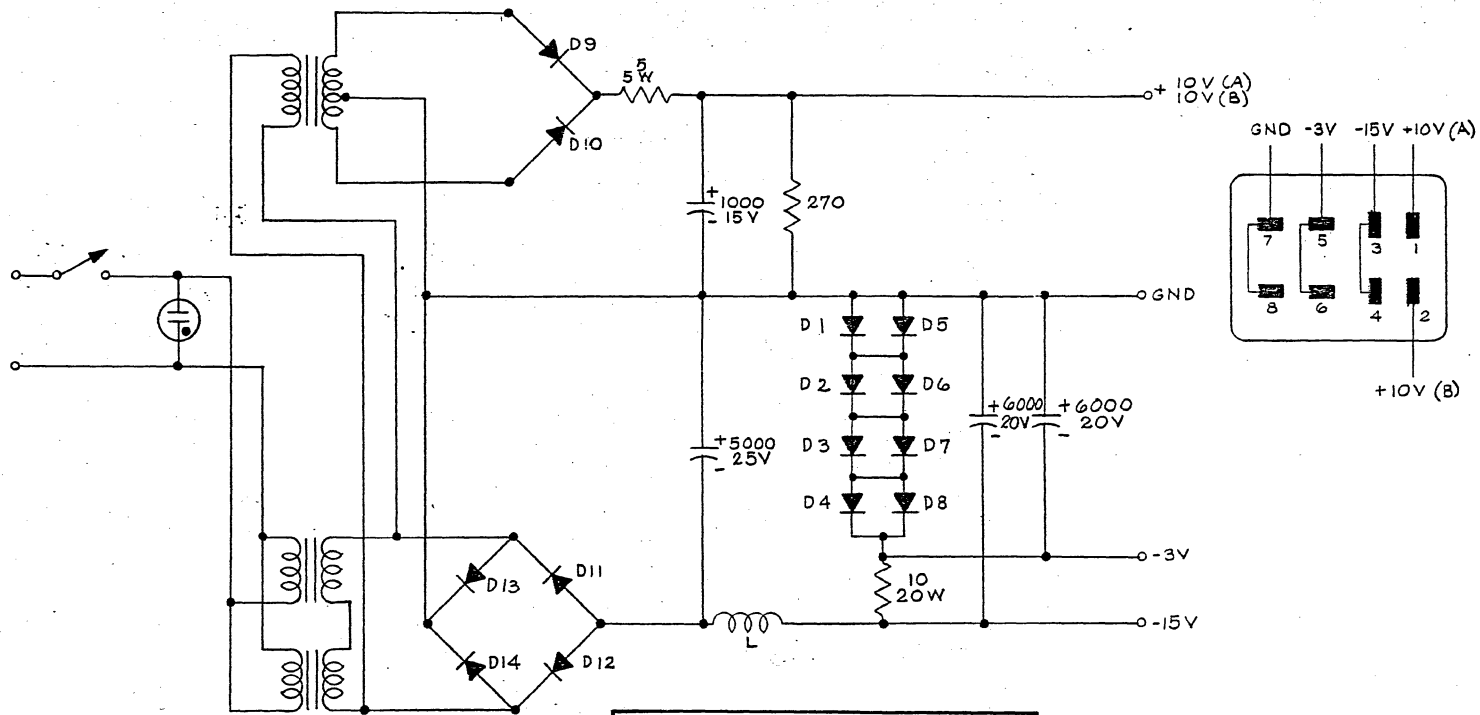 D9
5
5W
D10
+ 10V (A)
10V (B)
GND -3V -15V +10V (A)
+
1000
15V
-
270
7 5 3 1
8 6 4 2
+10V (B)
GND
D1 D5
D2 D6
D3 D7
D4 D8
+6000
20V
-
+6000
20V
-
+5000
25V
-
-3V
10
20W
D13 D11
D14 D12
L
-15V